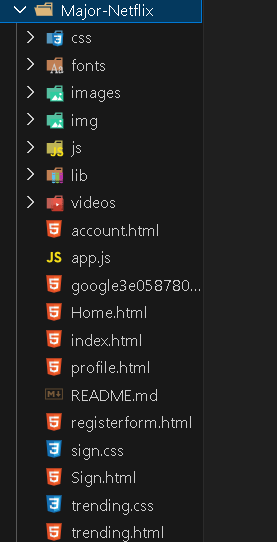 Major-Netflix
css
fonts
images
img
js
lib
videos
account.html
app.js
google3e058780...
Home.html
index.html
profile.html
README.md
registerform.html
sign.css
Sign.html
trending.css
trending.html